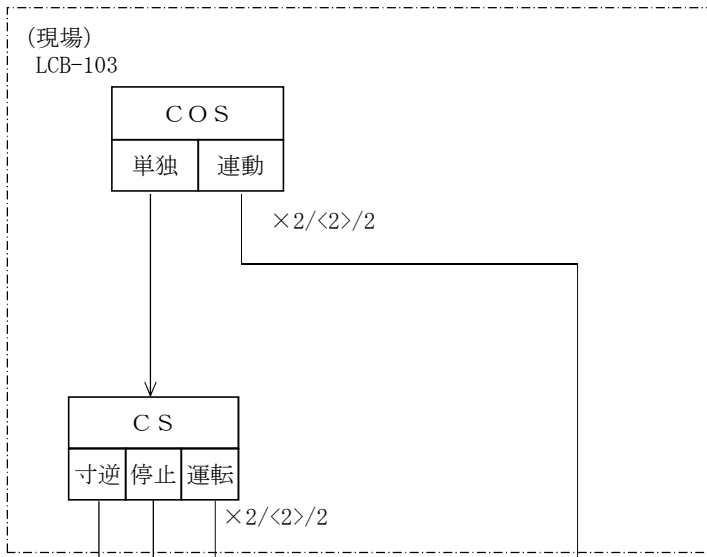 (現場)
LCB-103
ＣＯＳ
単独 連動
×2/<2>/2
ＣＳ
寸逆 停止 運転
×2/<2>/2